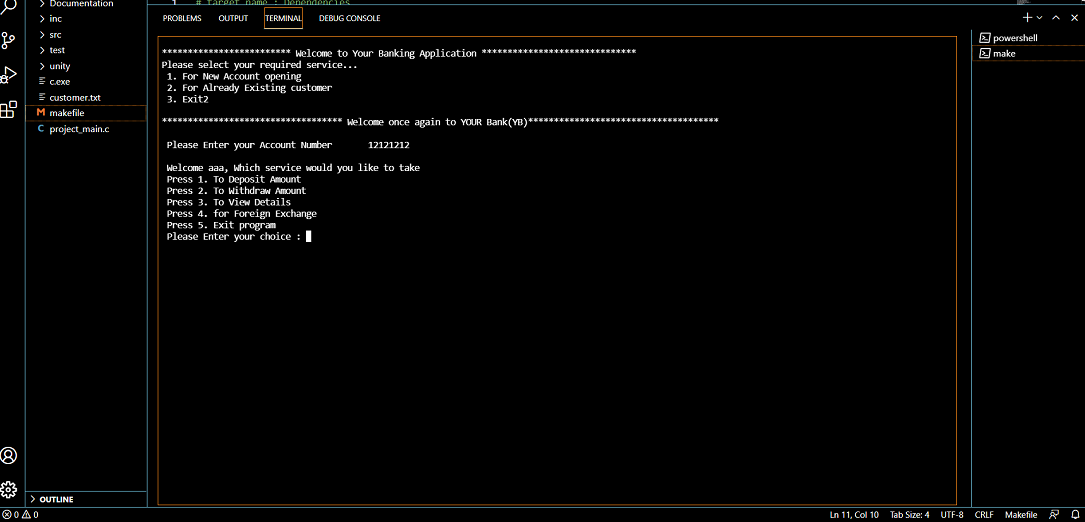 # Target name : Dependencies
Documentation
inc
src
test
unity
c.exe
customer.txt
makefile
project_main.c
OUTLINE
PROBLEMS OUTPUT TERMINAL DEBUG CONSOLE
************************* Welcome to Your Banking Application ******************************
Please select your required service...
1. For New Account opening
2. For Already Existing customer
3. Exit2
*********************************** Welcome once again to YOUR Bank(YB)*************************************
Please Enter your Account Number 12121212
Welcome aaa, Which service would you like to take
Press 1. To Deposit Amount
Press 2. To Withdraw Amount
Press 3. To View Details
Press 4. for Foreign Exchange
Press 5. Exit program
Please Enter your choice :
powershell
make
0 0 Ln 11, Col 10 Tab Size: 4 UTF-8 CRLF Makefile